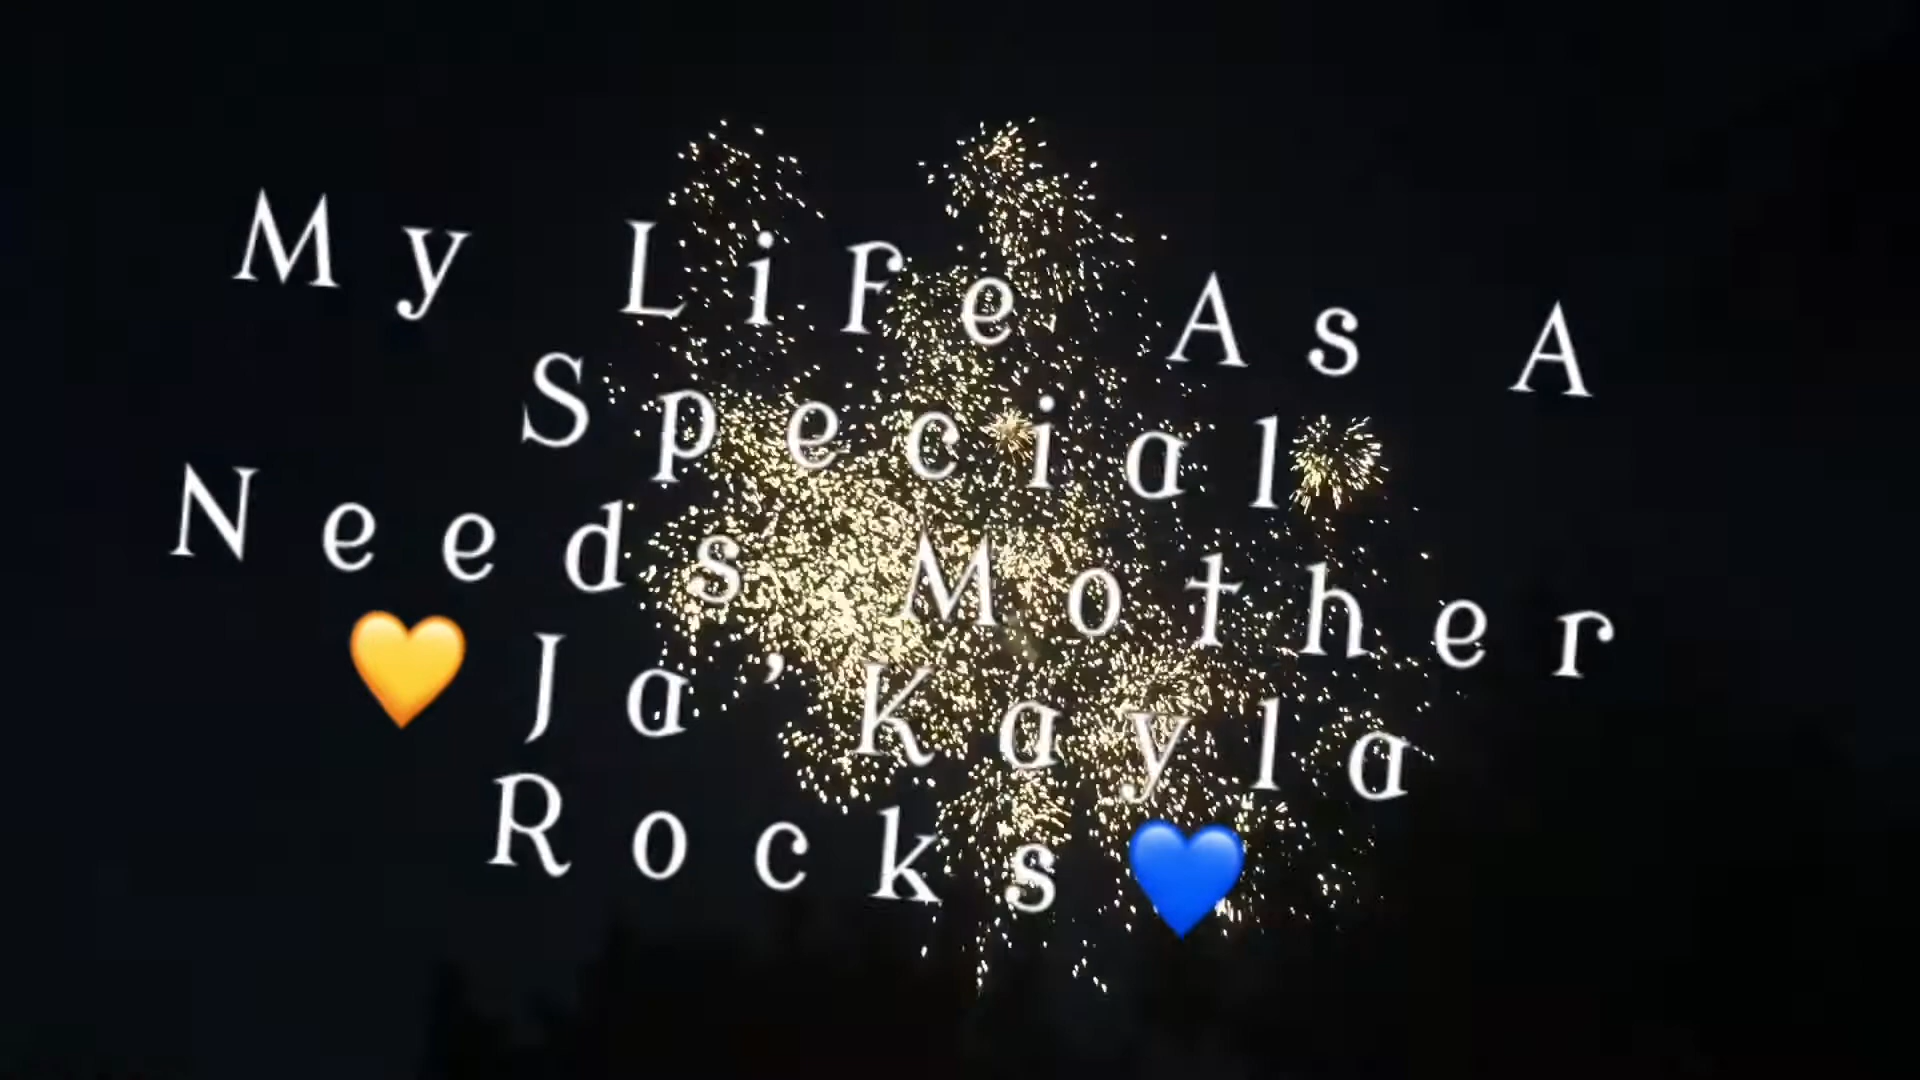 My Life As A
Special
Needs Mother
🧡Ja'Kayla
Rocks💙